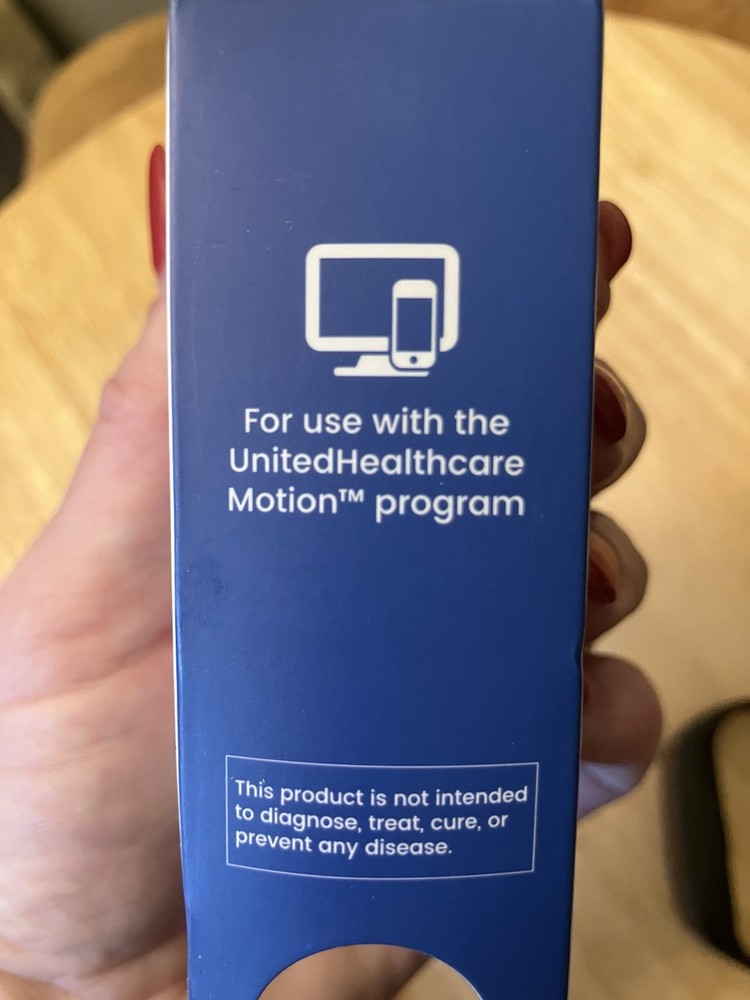 For use with the
UnitedHealthcare
Motion™ program
This product is not intended
to diagnose, treat, cure, or
prevent any disease.